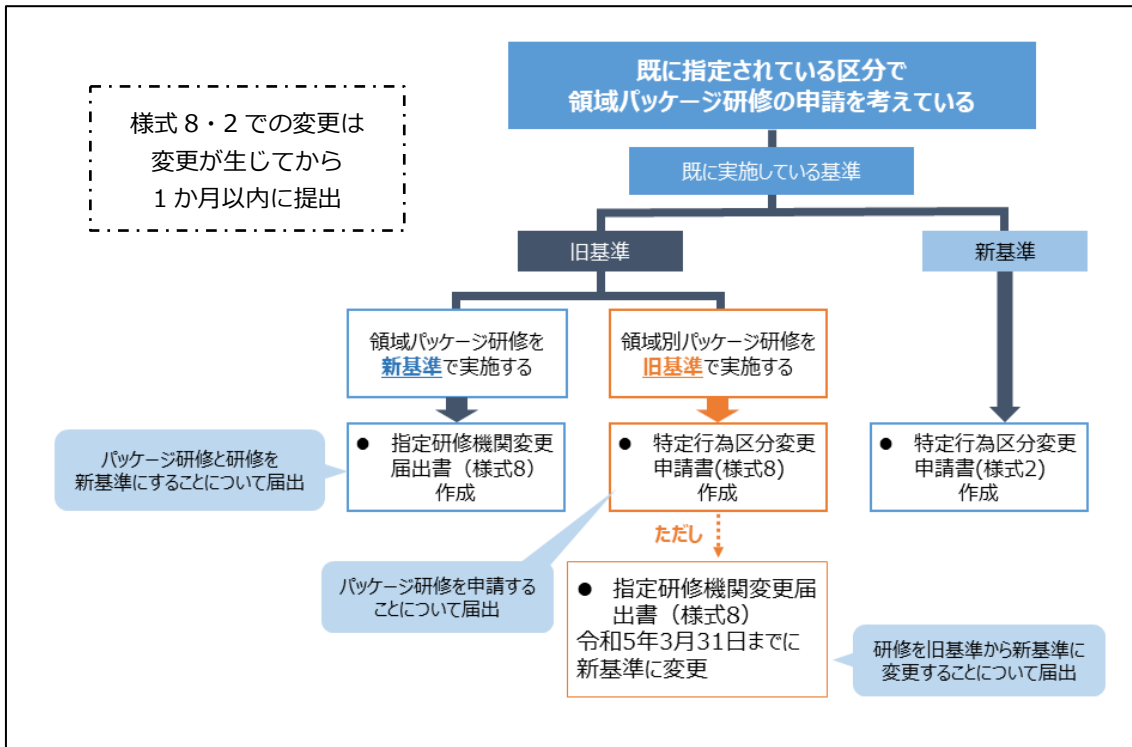 既に指定されている区分で
領域パッケージ研修の申請を考えている
様式8・2での変更は
変更が生じてから
1か月以内に提出
既に実施している基準
旧基準
新基準
領域パッケージ研修を
新基準で実施する
領域別パッケージ研修を
旧基準で実施する
● 指定研修機関変更
届出書（様式8）
作成
● 特定行為区分変更
申請書(様式8)
作成
● 特定行為区分変更
申請書(様式2)
作成
パッケージ研修と研修を
新基準にすることについて届出
ただし
パッケージ研修を申請する
ことについて届出
● 指定研修機関変更届
出書（様式8）
令和5年3月31日までに
新基準に変更
研修を旧基準から新基準に
変更することについて届出